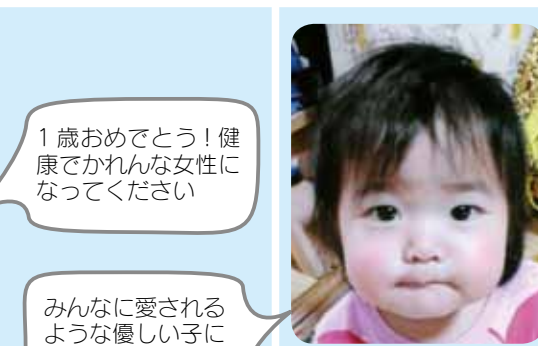 1 歳おめでとう！健
康でかれんな女性に
なってください
みんなに愛される
ような優しい子に